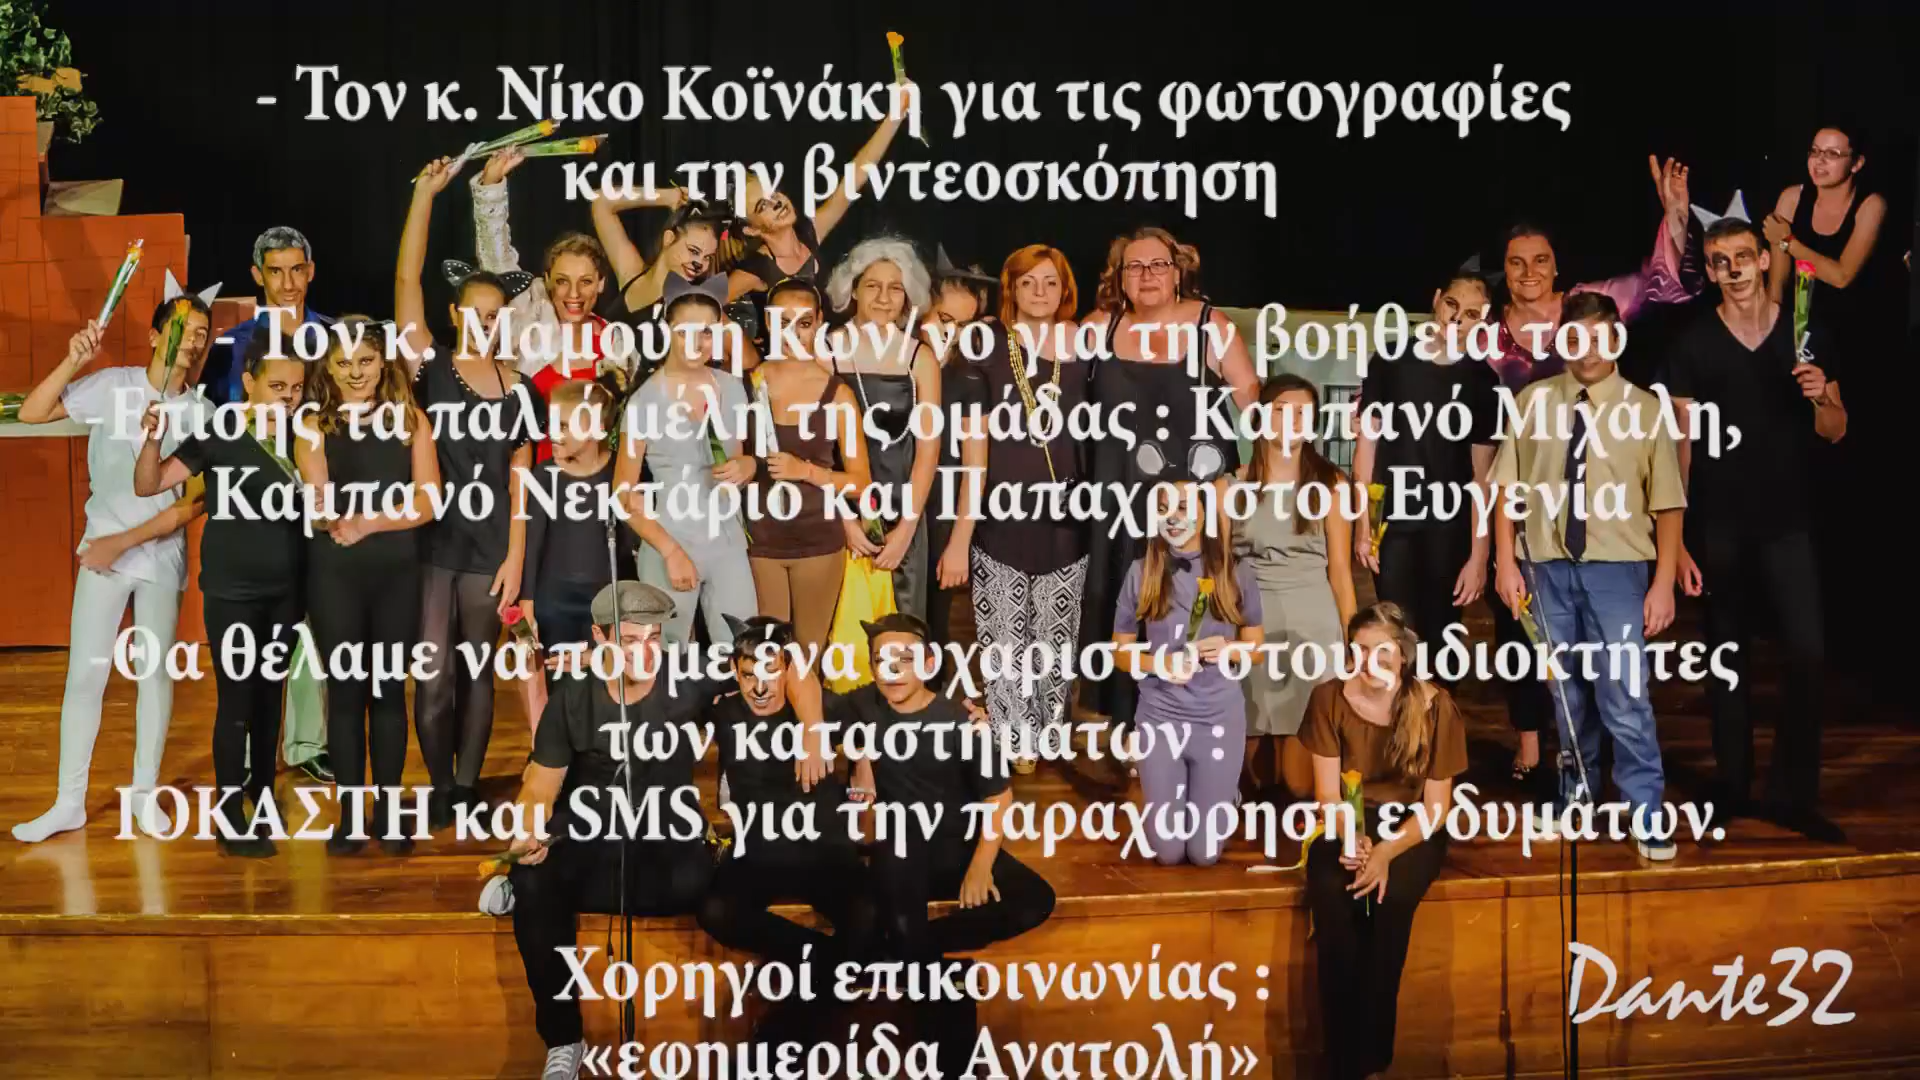 - Τον κ. Νίκο Κοϊνάκη για τις φωτογραφίες
και την βιντεοσκόπηση
- Τον κ. Μαμούτη Κων/νο για την βοήθειά του
-Επίσης τα παλιά μέλη της ομάδας : Καμπανό Μιχάλη,
Καμπανό Νεκτάριο και Παπαχρήστου Ευγενία
-Θα θέλαμε να πούμε ένα ευχαριστώ στους ιδιοκτήτες
των καταστημάτων :
ΙΟΚΑΣΤΗ και SMS για την παραχώρηση ενδυμάτων.
Χορηγοί επικοινωνίας :
«εφημερίδα Ανατολή»
Dante32